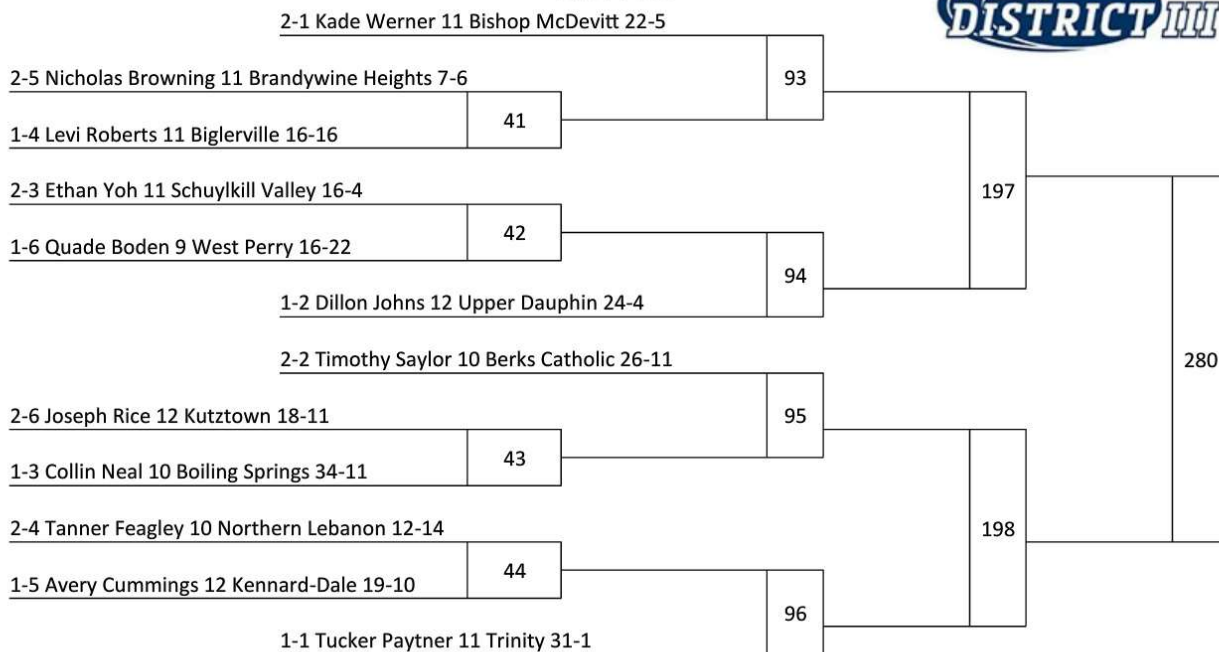 2-1 Kade Werner 11 Bishop McDevitt 22-5
DISTRICT III
2-5 Nicholas Browning 11 Brandywine Heights 7-6
93
41
1-4 Levi Roberts 11 Biglerville 16-16
2-3 Ethan Yoh 11 Schuylkill Valley 16-4
197
42
1-6 Quade Boden 9 West Perry 16-22
94
1-2 Dillon Johns 12 Upper Dauphin 24-4
2-2 Timothy Saylor 10 Berks Catholic 26-11
280
2-6 Joseph Rice 12 Kutztown 18-11
95
43
1-3 Collin Neal 10 Boiling Springs 34-11
2-4 Tanner Feagley 10 Northern Lebanon 12-14
198
44
1-5 Avery Cummings 12 Kennard-Dale 19-10
96
1-1 Tucker Paytner 11 Trinity 31-1